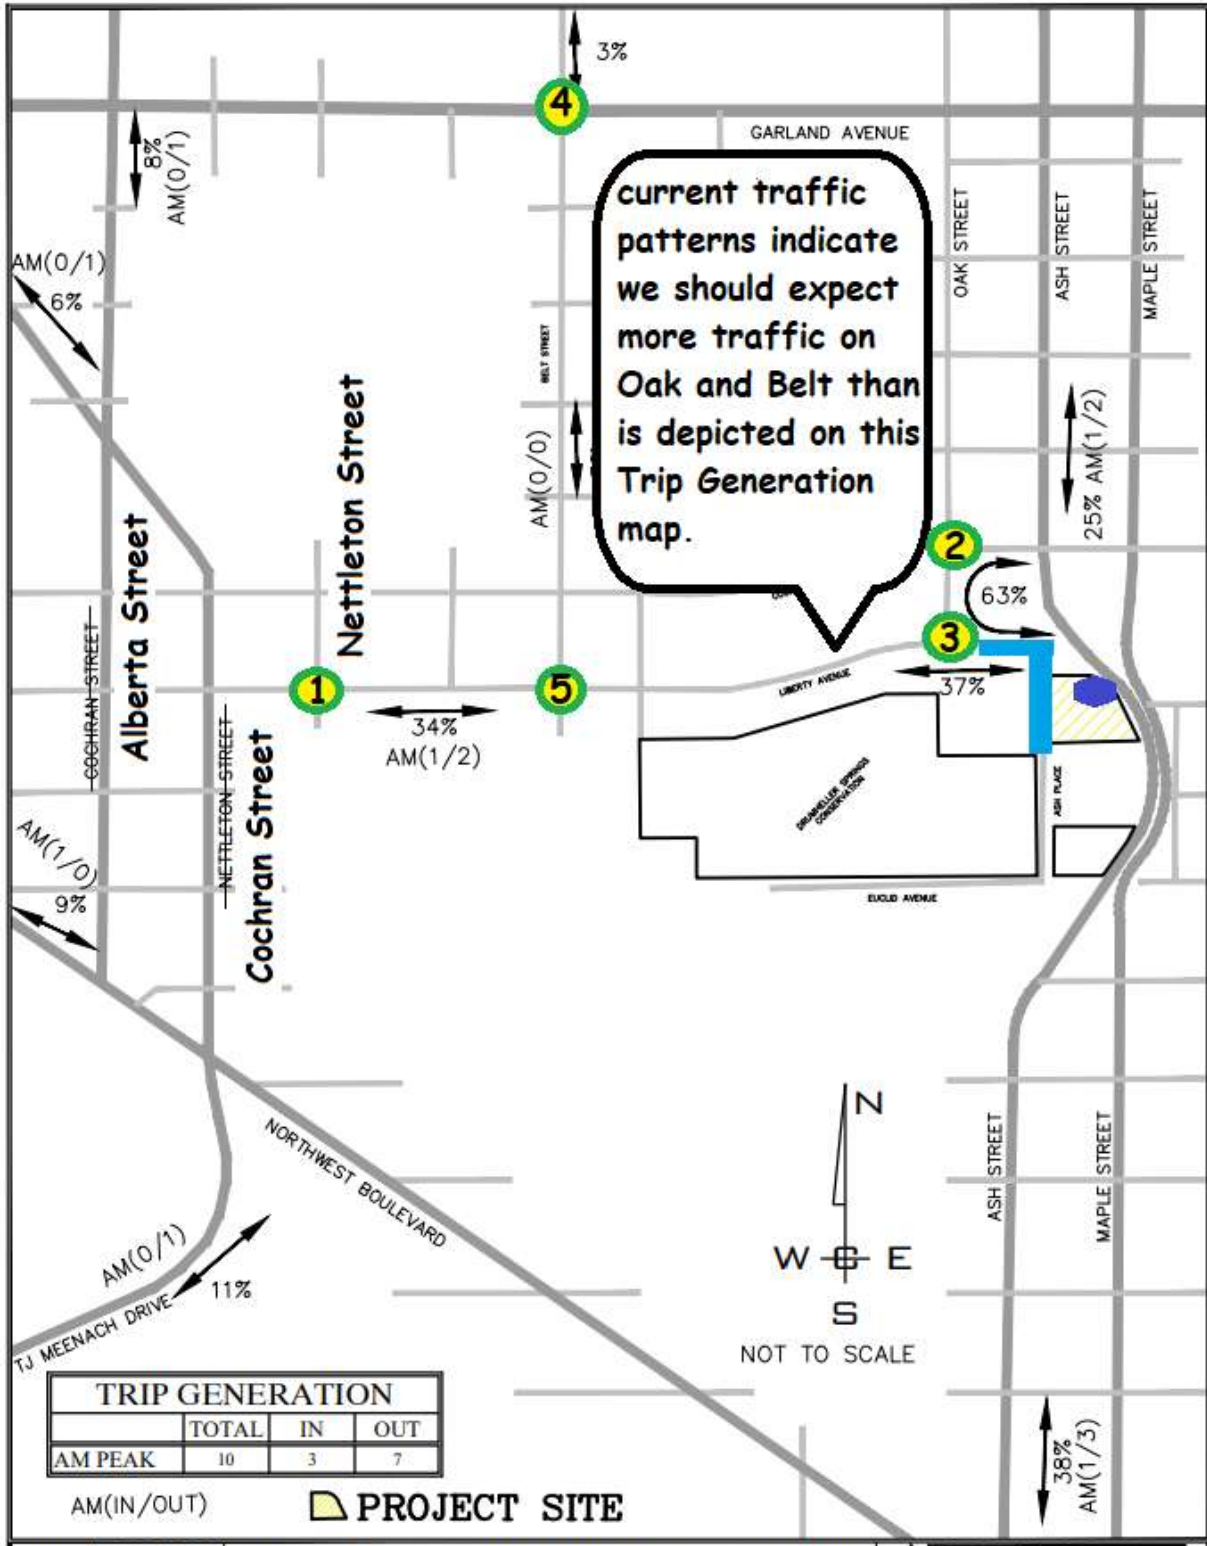 3%
4
GARLAND AVENUE
8%
AM(0/1)
current traffic
patterns indicate
we should expect
more traffic on
Oak and Belt than
is depicted on this
Trip Generation
map.
OAK STREET
ASH STREET
MAPLE STREET
AM(0/1)
6%
BELT STREET
AM(0/0)
25% AM(1/2)
Nettleton Street
Alberta Street
COCHRAN STREET
2
63%
3
37%
LIBERTY AVENUE
1
5
34%
AM(1/2)
NETTLETON STREET
Cochran Street
DRUMHELLER SPRINGS
CONSERVATION
ASH PLACE
EUCLID AVENUE
AM(1/0)
9%
NORTHWEST BOULEVARD
ASH STREET
MAPLE STREET
N
W E
S
NOT TO SCALE
AM(0/1)
11%
TJ MEENACH DRIVE
TRIP GENERATION
TOTAL IN OUT
AM PEAK 10 3 7
AM(IN/OUT)
PROJECT SITE
38%
AM(1/3)